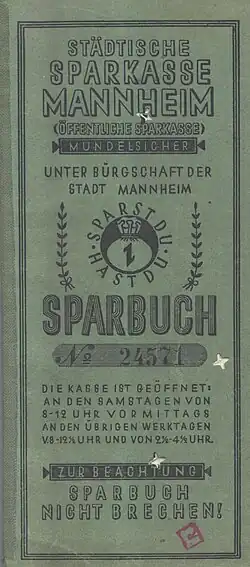 STÄDTISCHE
SPARKASSE
MANNHEIM
(ÖFFENTLICHE SPARKASSE)
MÜNDELSICHER
UNTER BÜRGSCHAFT DER
STADT MANNHEIM
SPARST DU
HAST DU
SPARBUCH
No 24571
DIE KASSE IST GEÖFFNET:
AN DEN SAMSTAGEN VON
8-12 UHR VORMITTAGS
AN DEN ÜBRIGEN WERKTAGEN
V. 8-12½ UHR UND VON 2½-4½ UHR.
ZUR BEACHTUNG
SPARBUCH
NICHT BRECHEN!
R